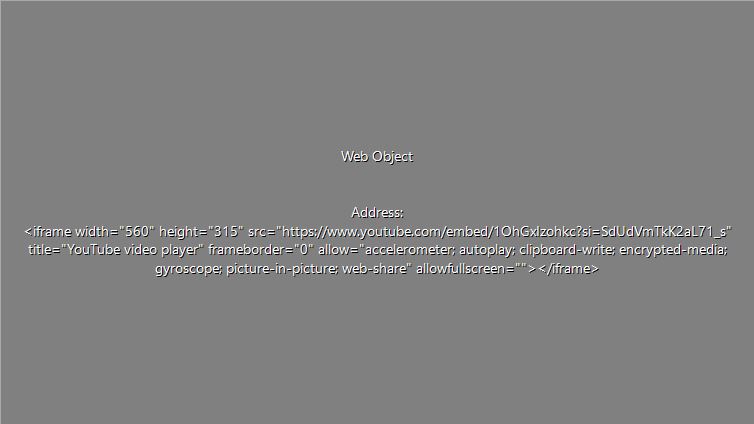 Web Object
Address:
<iframe width="560" height="315" src="https://www.youtube.com/embed/1OhGxlzohkc?si=SdUdVmTkK2aL71_s"
title="YouTube video player" frameborder="0" allow="accelerometer; autoplay; clipboard-write; encrypted-media;
gyroscope; picture-in-picture; web-share" allowfullscreen=""></iframe>